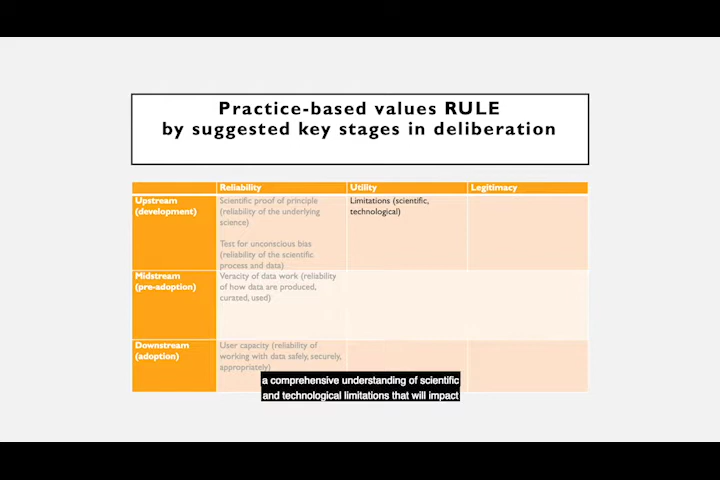 Practice-based values RULE
by suggested key stages in deliberation
Reliability
Utility
Legitimacy
Upstream
(development)
Scientific proof of principle
(reliability of the underlying
science)
Test for unconscious bias
(reliability of the scientific
process and data)
Limitations (scientific,
technological)
Midstream
(pre-adoption)
Veracity of data work (reliability
of how data are produced,
curated, used)
Downstream
(adoption)
User capacity (reliability of
working with data safely, securely,
appropriately)
a comprehensive understanding of scientific
and technological limitations that will impact